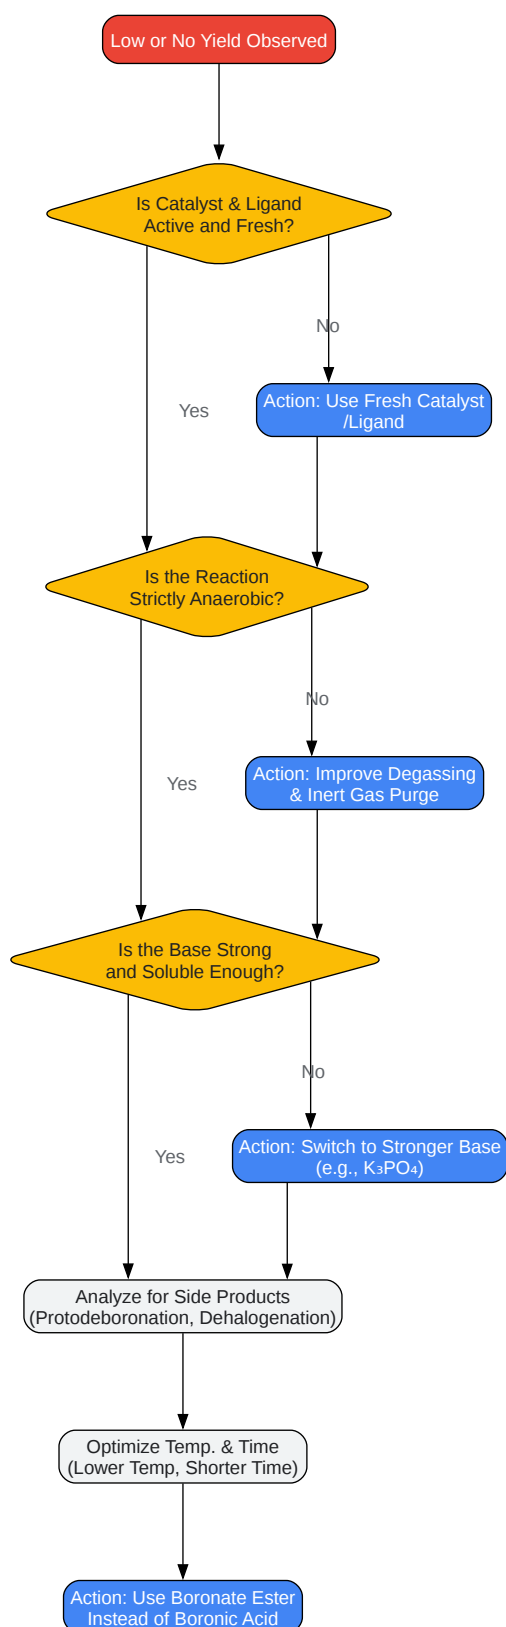 Low or No Yield Observed
Is Catalyst & Ligand
Active and Fresh?
No
Yes
Action: Use Fresh Catalyst
/Ligand
Is the Reaction
Strictly Anaerobic?
No
Yes
Action: Improve Degassing
& Inert Gas Purge
Is the Base Strong
and Soluble Enough?
No
Yes
Action: Switch to Stronger Base
(e.g., K₃PO₄)
Analyze for Side Products
(Protodeboronation, Dehalogenation)
Optimize Temp. & Time
(Lower Temp, Shorter Time)
Action: Use Boronate Ester
Instead of Boronic Acid